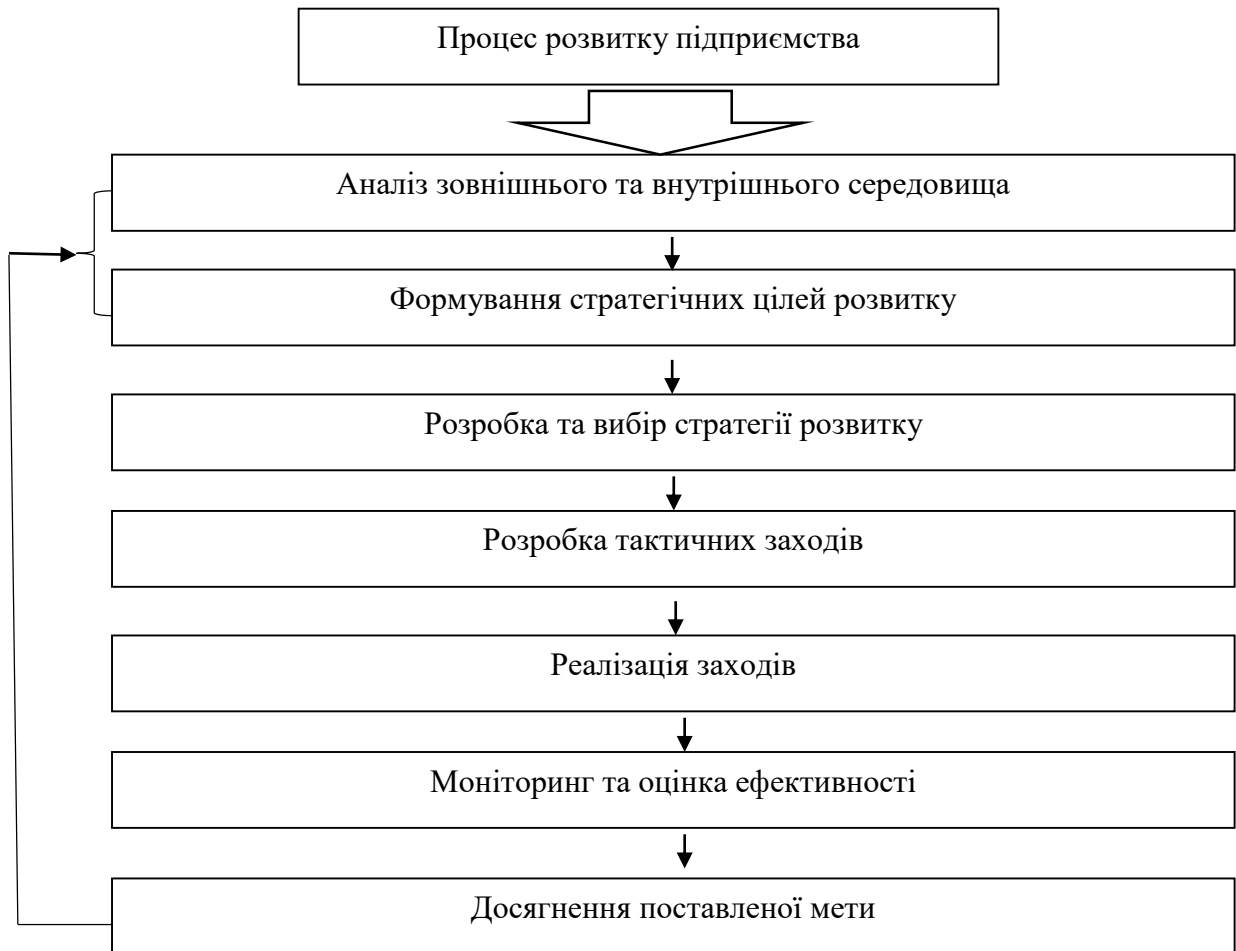 Процес розвитку підприємства
Аналіз зовнішнього та внутрішнього середовища
Формування стратегічних цілей розвитку
Розробка та вибір стратегії розвитку
Розробка тактичних заходів
Реалізація заходів
Моніторинг та оцінка ефективності
Досягнення поставленої мети